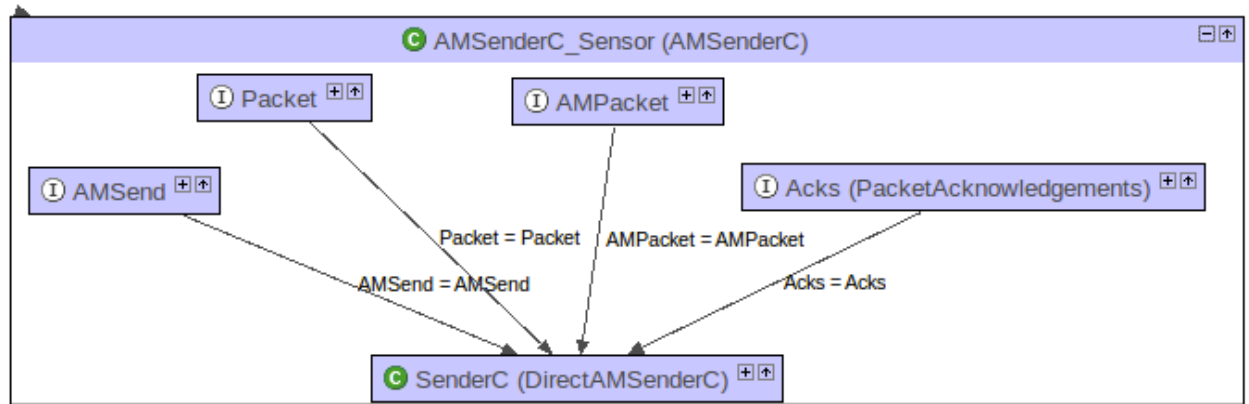 C AMSenderC_Sensor (AMSenderC)
I Packet
I AMPacket
I AMSend
I Acks (PacketAcknowledgements)
Packet = Packet
AMPacket = AMPacket
AMSend = AMSend
Acks = Acks
C SenderC (DirectAMSenderC)